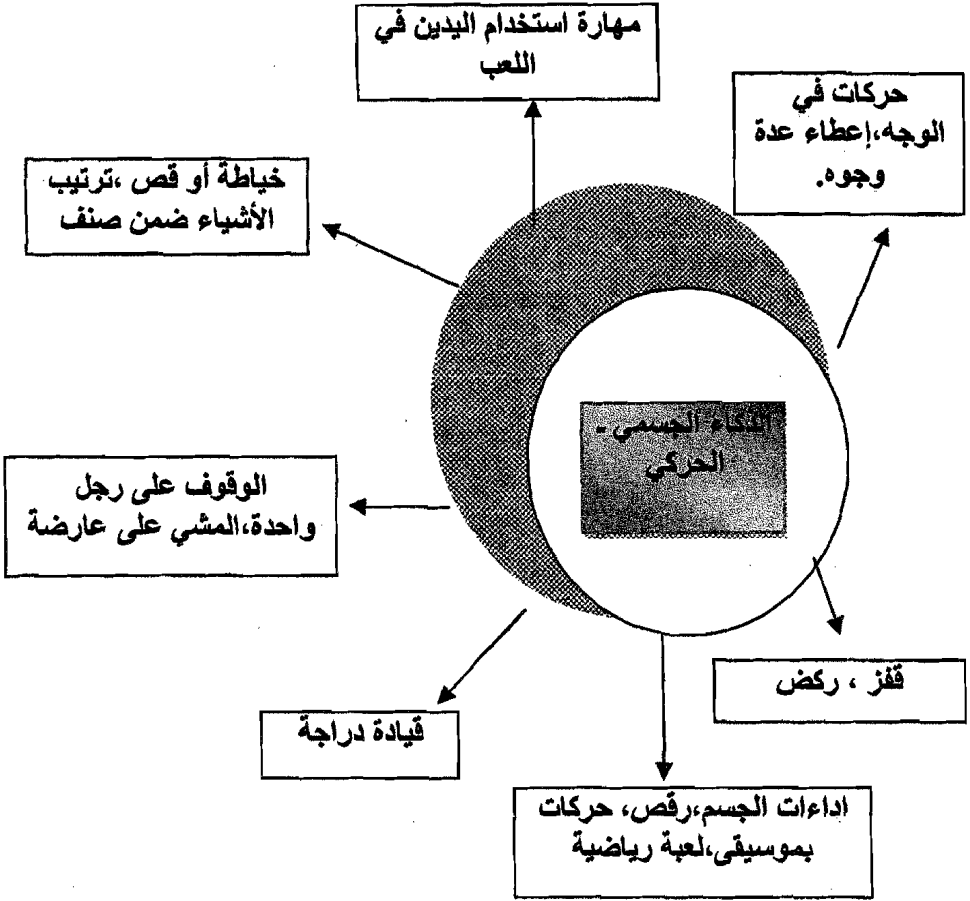 مهارة استخدام اليدين في
اللعب
حركات في
الوجه،إعطاء عدة
وجوه.
خياطة أو قص ،ترتيب
الأشياء ضمن صنف
الذكاء الجسمي -
الحركي
الوقوف على رجل
واحدة،المشي على عارضة
قفز ، ركض
قيادة دراجة
اداءات الجسم،رقص، حركات
بموسيقى،لعبة رياضية